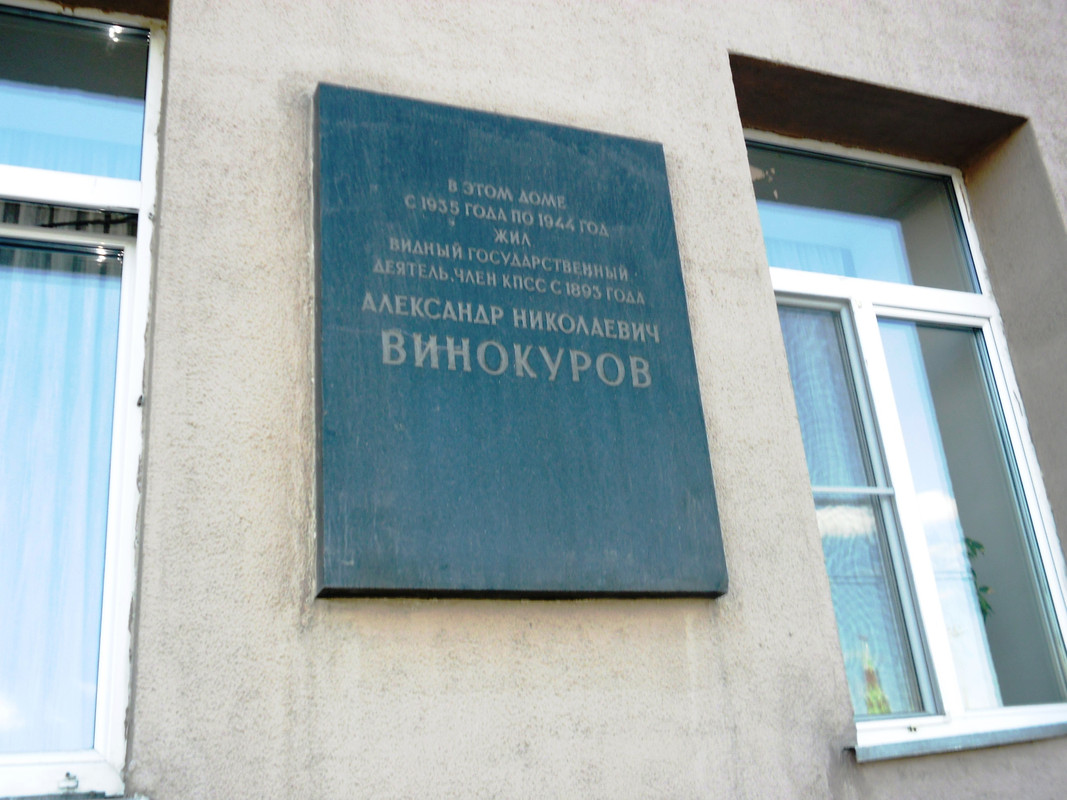 В ЭТОМ ДОМЕ
С 1935 ГОДА ПО 1944 ГОД
ЖИЛ
ВИДНЫЙ ГОСУДАРСТВЕННЫЙ
ДЕЯТЕЛЬ, ЧЛЕН КПСС С 1893 ГОДА
АЛЕКСАНДР НИКОЛАЕВИЧ
ВИНОКУРОВ